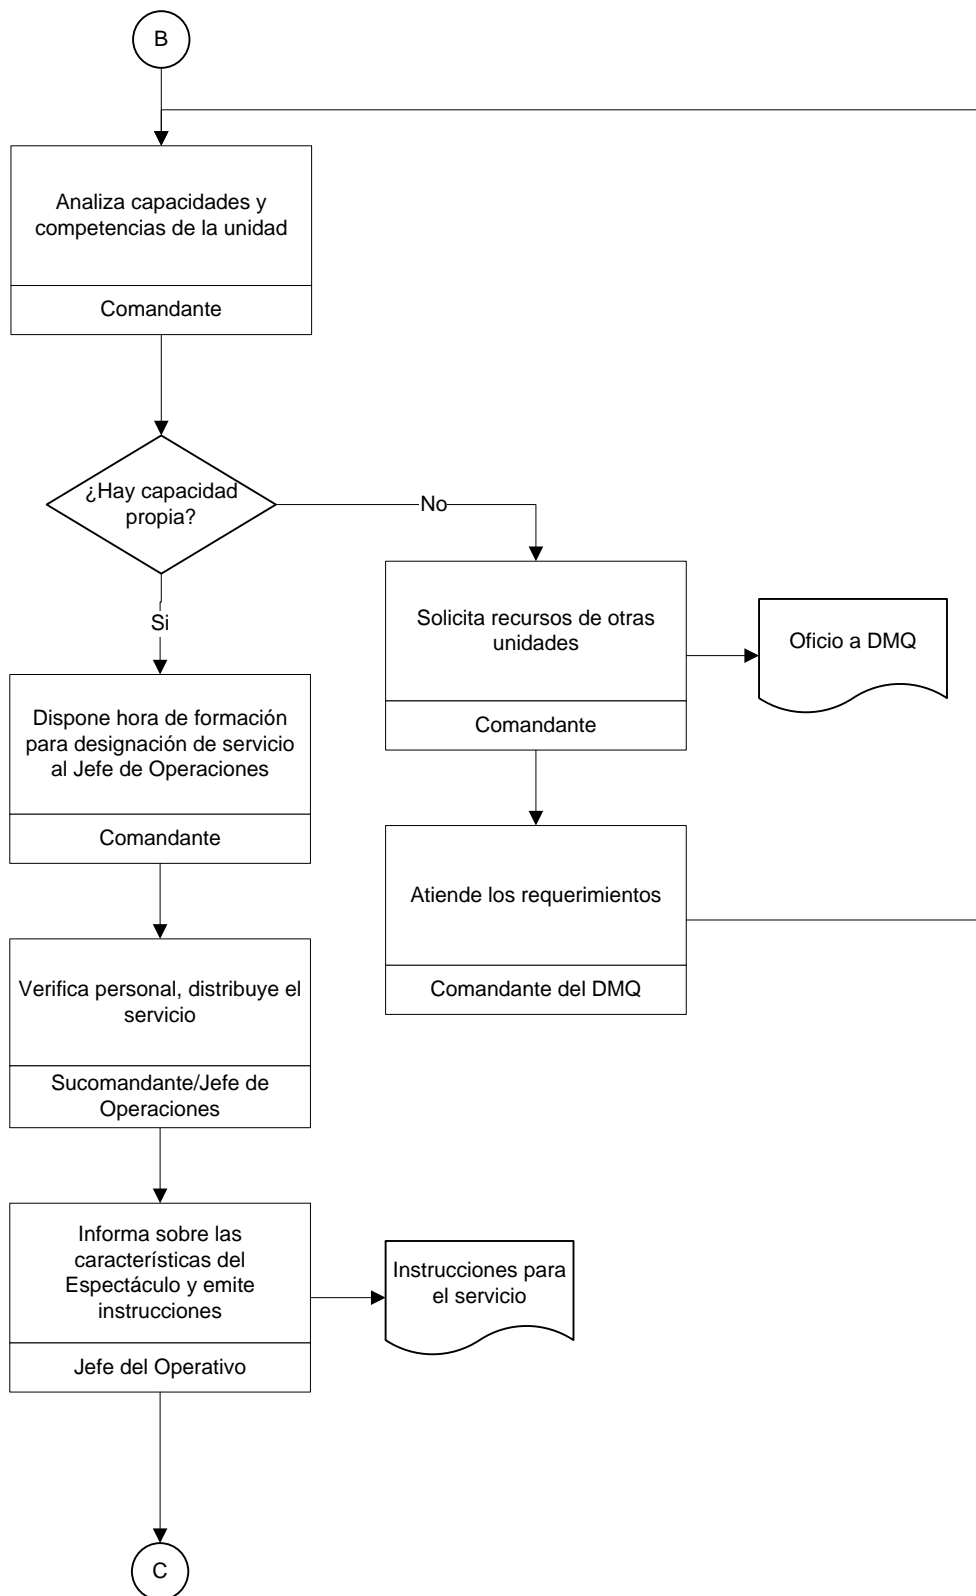 B
Analiza capacidades y
competencias de la unidad
Comandante
¿Hay capacidad
propia?
No
Si
Solicita recursos de otras
unidades
Comandante
Oficio a DMQ
Dispone hora de formación
para designación de servicio
al Jefe de Operaciones
Comandante
Atiende los requerimientos
Comandante del DMQ
Verifica personal, distribuye el
servicio
Sucomandante/Jefe de
Operaciones
Informa sobre las
características del
Espectáculo y emite
instrucciones
Jefe del Operativo
Instrucciones para
el servicio
C